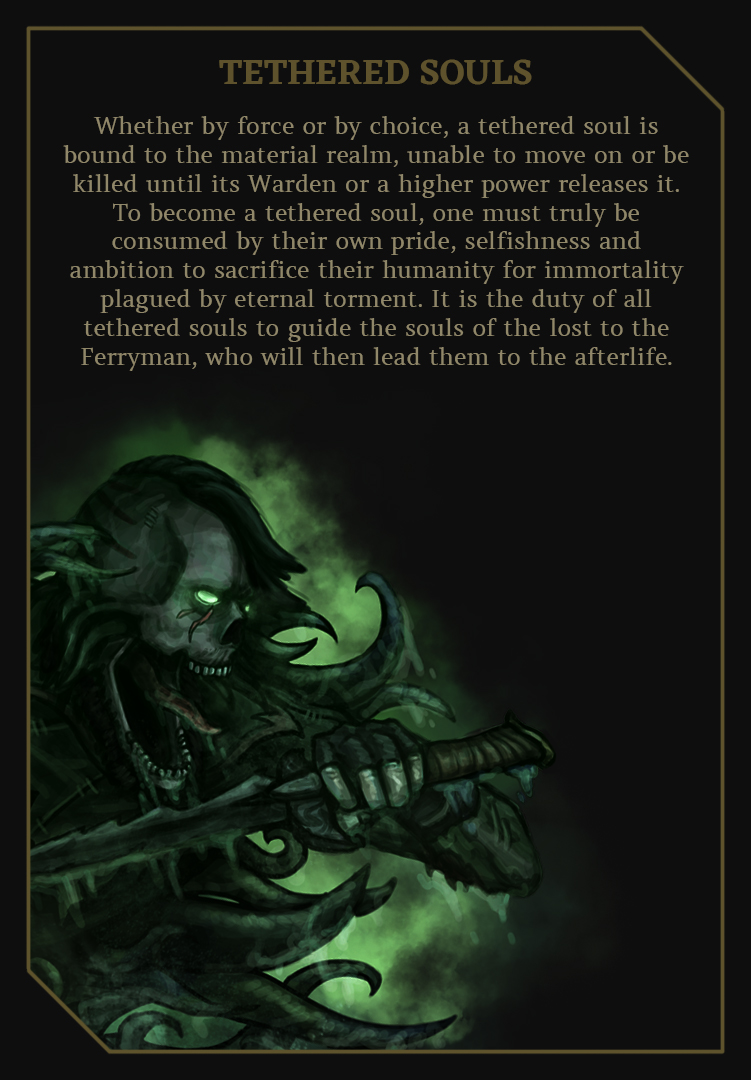 TETHERED SOULS
Whether by force or by choice, a tethered soul is
bound to the material realm, unable to move on or be
killed until its Warden or a higher power releases it.
To become a tethered soul, one must truly be
consumed by their own pride, selfishness and
ambition to sacrifice their humanity for immortality
plagued by eternal torment. It is the duty of all
tethered souls to guide the souls of the lost to the
Ferryman, who will then lead them to the afterlife.